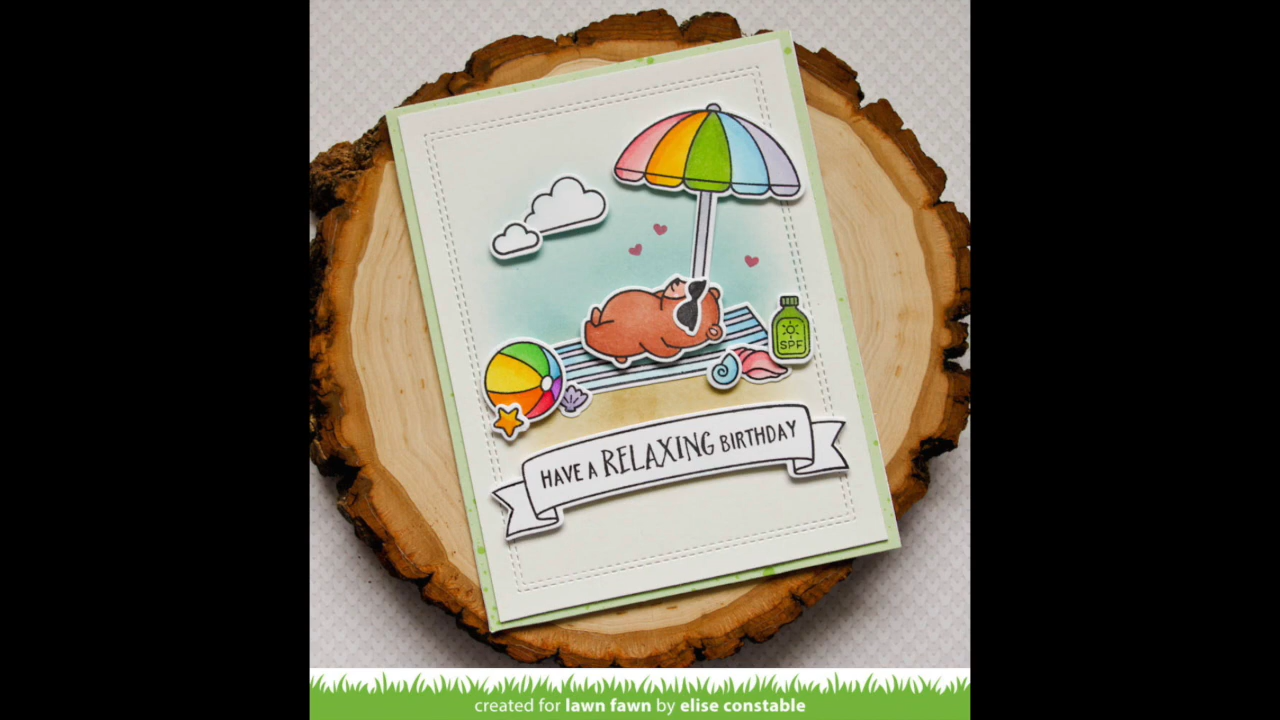 SPF
HAVE A RELAXING BIRTHDAY
created for lawn fawn by elise constable